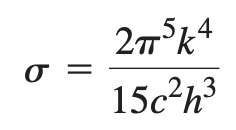 σ = 2π⁵k⁴ / 15c²h³